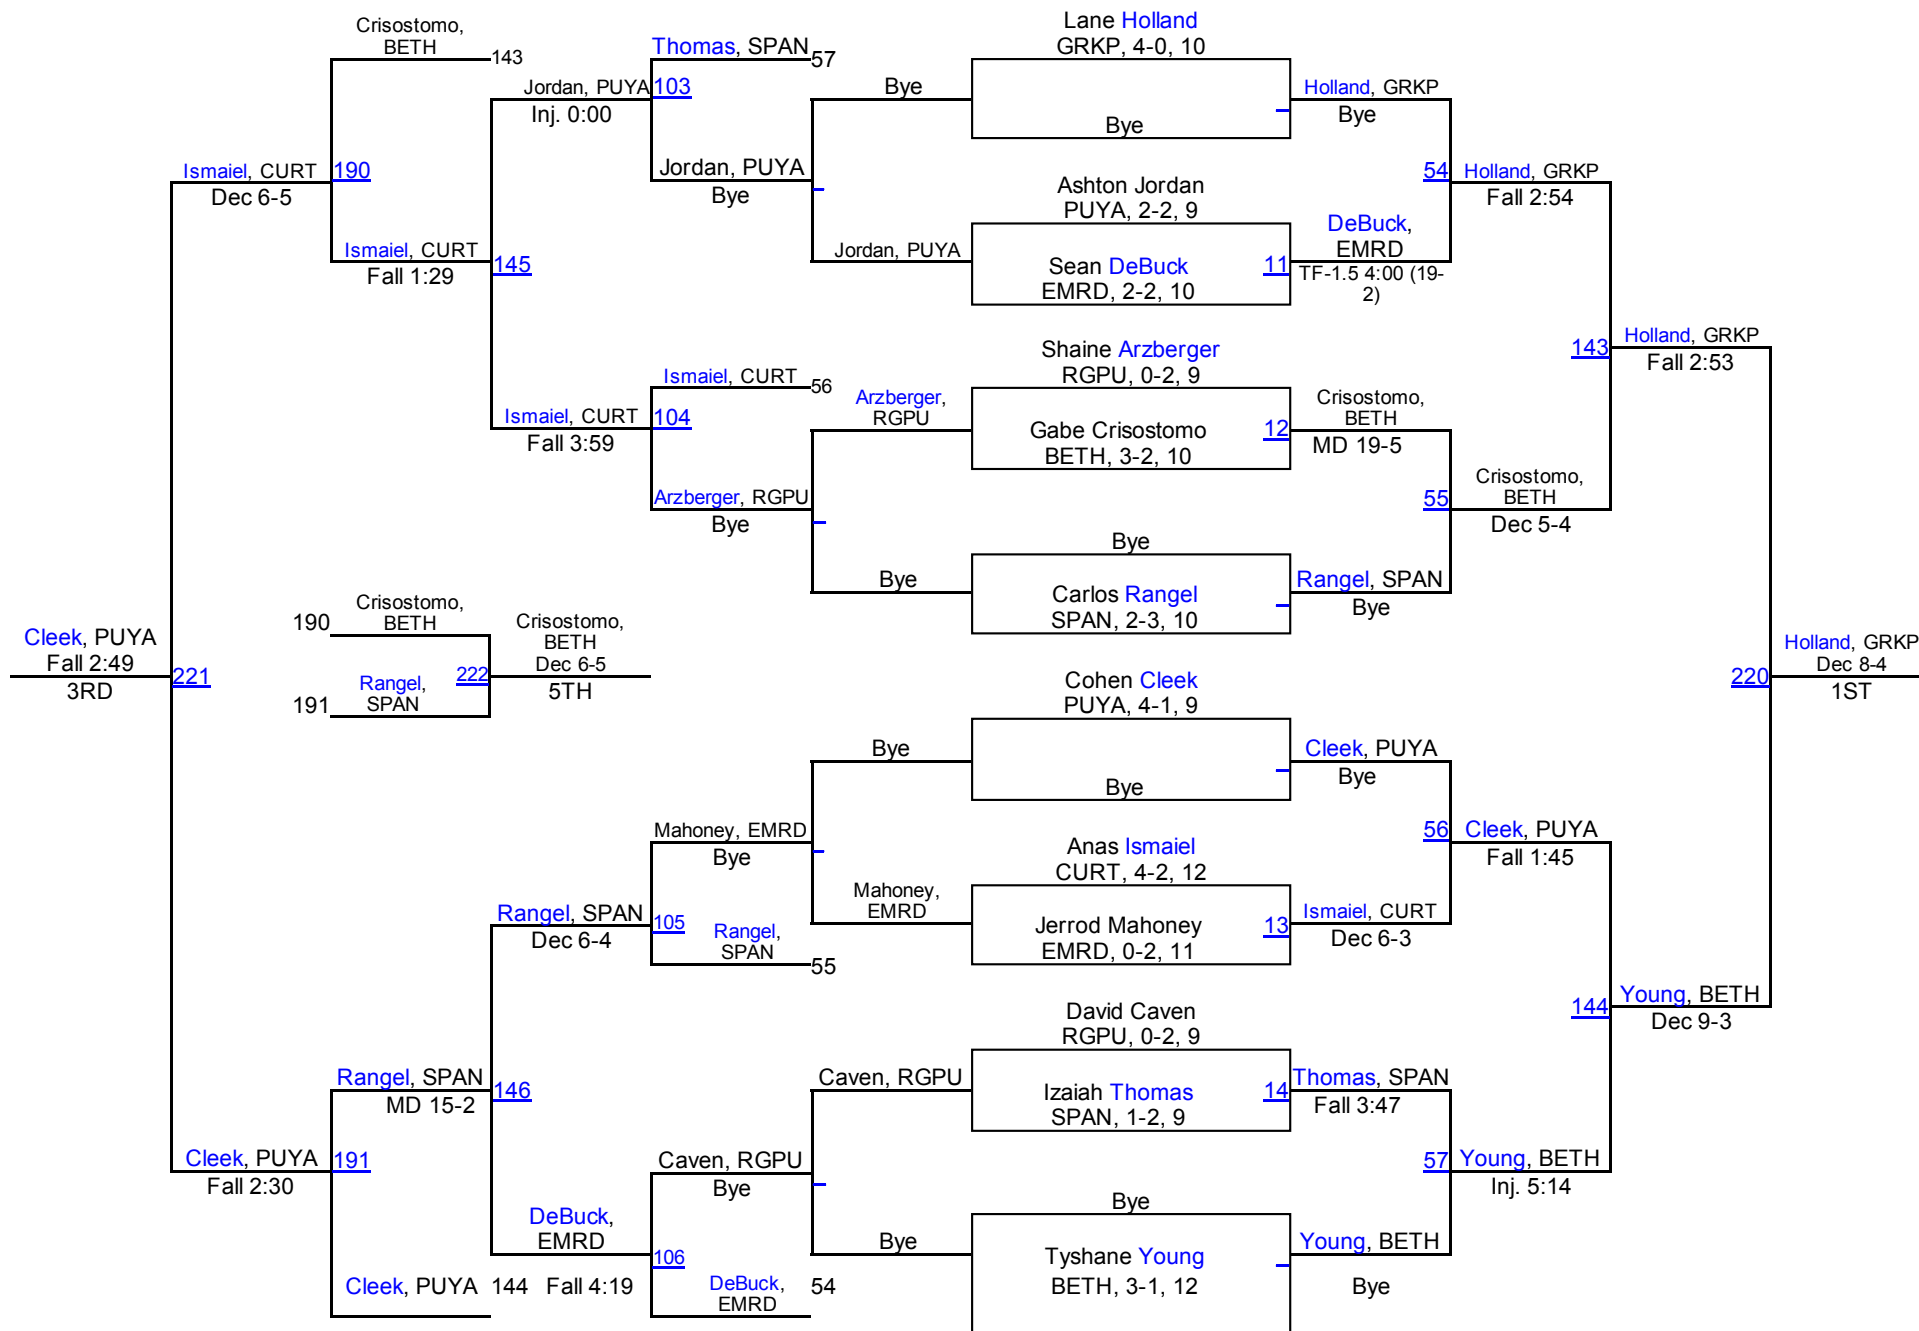 Crisostomo,
BETH
143
Ismaiel, CURT
190
Dec 6-5
Ismaiel, CURT
Fall 1:29
145
Jordan, PUYA
Inj. 0:00
Thomas, SPAN
57
103
Jordan, PUYA
Bye
Bye
Jordan, PUYA
Ismaiel, CURT
Fall 3:59
Ismaiel, CURT
56
104
Arzberger, RGPU
Bye
Arzberger,
RGPU
Bye
Cleek, PUYA
Fall 2:49
3RD
221
190
Crisostomo,
BETH
191
Rangel,
SPAN
222
Crisostomo,
BETH
Dec 6-5
5TH
Bye
Mahoney, EMRD
Bye
Mahoney,
EMRD
Rangel, SPAN
Dec 6-4
105
Rangel,
SPAN
55
Rangel, SPAN
MD 15-2
146
Cleek, PUYA
Fall 2:30
191
Caven, RGPU
Caven, RGPU
Bye
Bye
DeBuck,
EMRD
Fall 4:19
106
DeBuck,
EMRD
54
Cleek, PUYA
144
Lane Holland
GRKP, 4-0, 10
Bye
Holland, GRKP
Bye
Ashton Jordan
PUYA, 2-2, 9
Sean DeBuck
EMRD, 2-2, 10
11
DeBuck,
EMRD
TF-1.5 4:00 (19-
2)
54
Holland, GRKP
Fall 2:54
Shaine Arzberger
RGPU, 0-2, 9
Gabe Crisostomo
BETH, 3-2, 10
12
Crisostomo,
BETH
MD 19-5
Bye
Carlos Rangel
SPAN, 2-3, 10
Rangel, SPAN
Bye
55
Crisostomo,
BETH
Dec 5-4
143
Holland, GRKP
Fall 2:53
Cohen Cleek
PUYA, 4-1, 9
Bye
Cleek, PUYA
Bye
Anas Ismaiel
CURT, 4-2, 12
Jerrod Mahoney
EMRD, 0-2, 11
13
Ismaiel, CURT
Dec 6-3
56
Cleek, PUYA
Fall 1:45
David Caven
RGPU, 0-2, 9
Izaiah Thomas
SPAN, 1-2, 9
14
Thomas, SPAN
Fall 3:47
Bye
Tyshane Young
BETH, 3-1, 12
Young, BETH
Bye
57
Young, BETH
Inj. 5:14
144
Young, BETH
Dec 9-3
220
Holland, GRKP
Dec 8-4
1ST